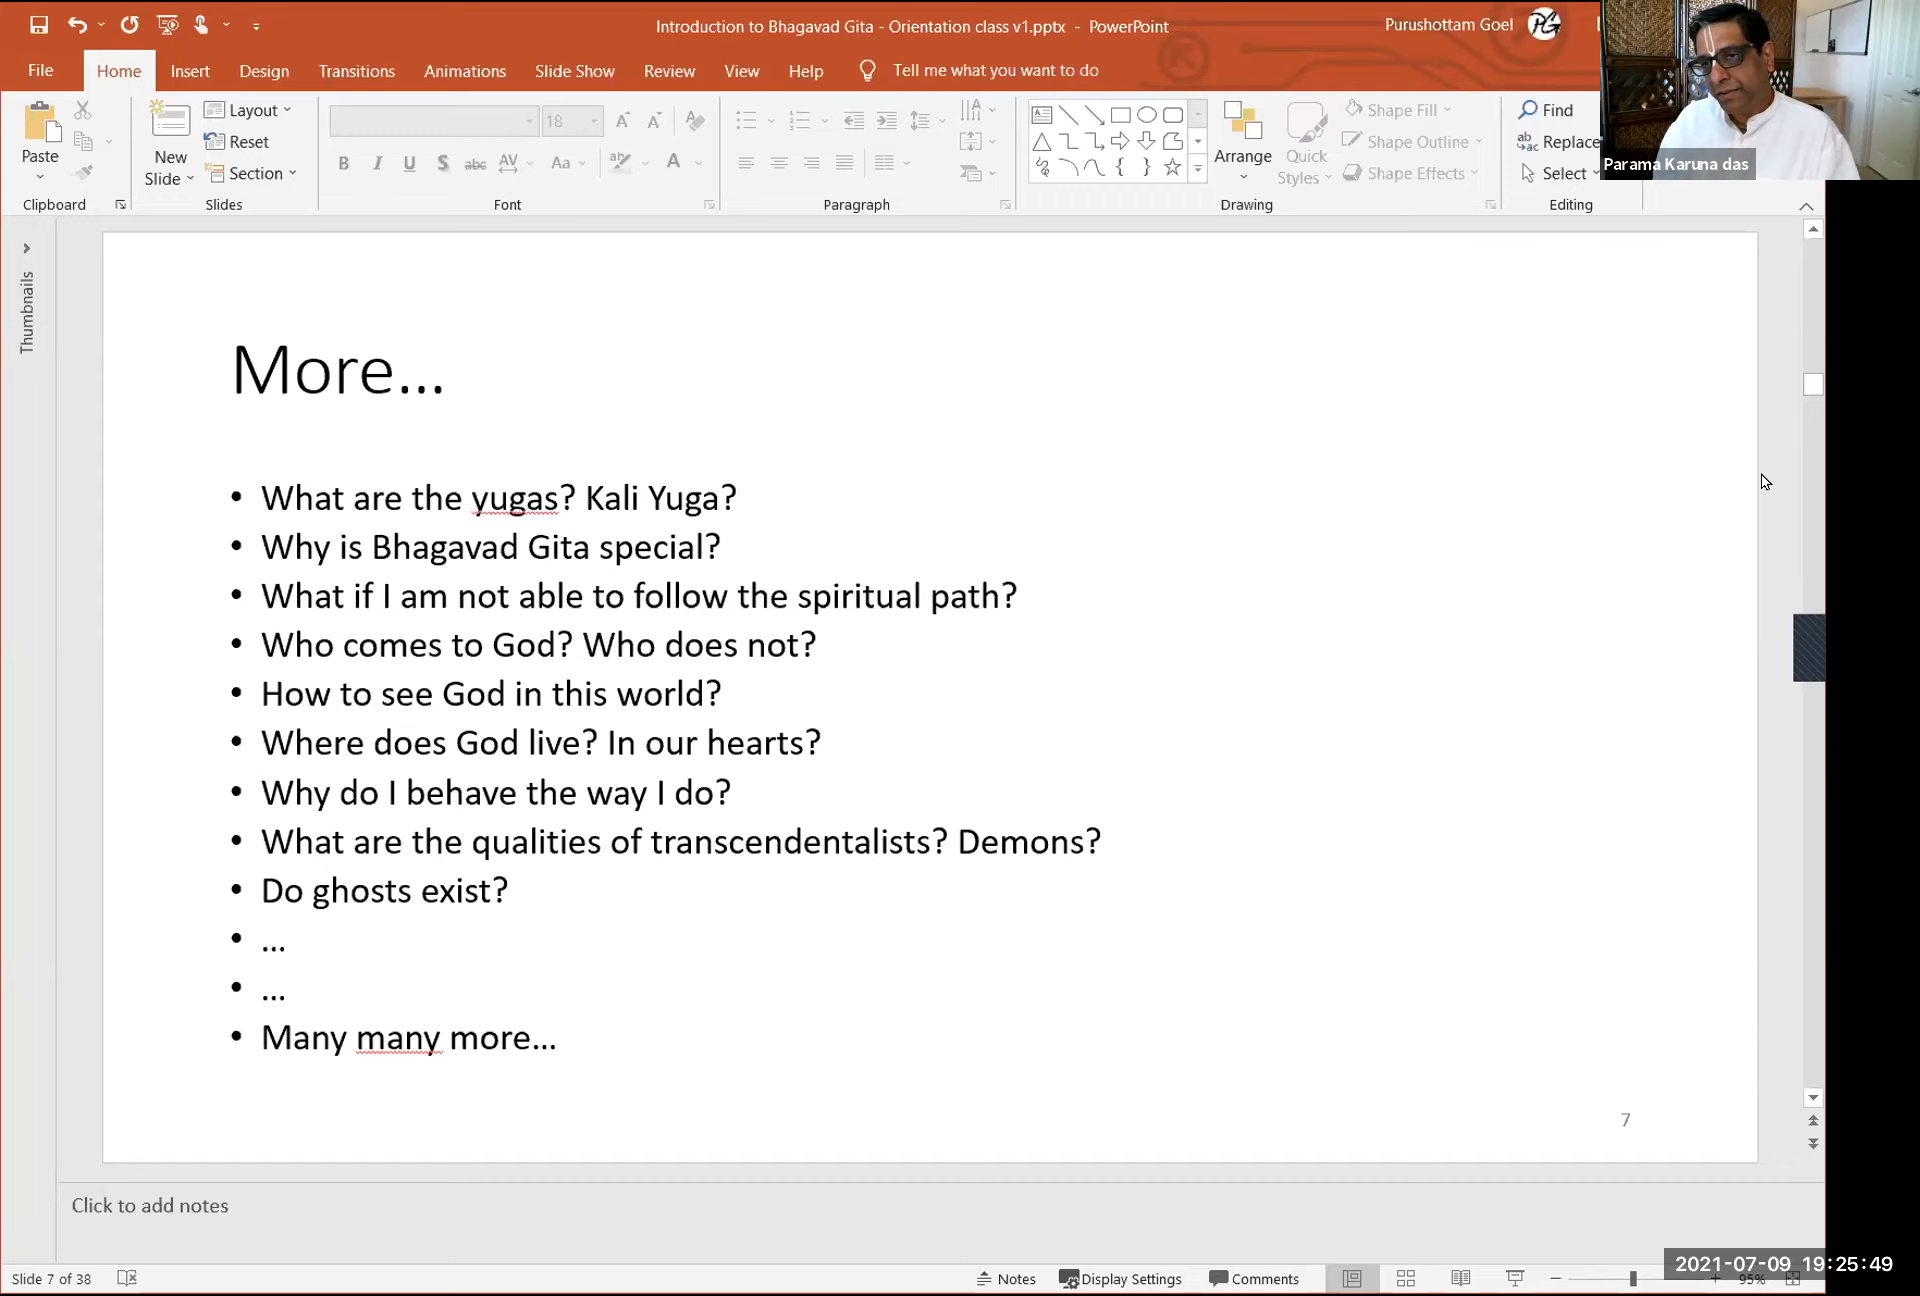 Introduction to Bhagavad Gita - Orientation class v1.pptx - PowerPoint
Purushottam Goel
File Home Insert Design Transitions Animations Slide Show Review View Help Tell me what you want to do
Paste
Clipboard
New
Slide
Layout
Reset
Section
Slides
18
B I U S abc AV Aa A
Font
Paragraph
Arrange
Quick
Styles
Shape Fill
Shape Outline
Shape Effects
Drawing
Find
Replace
Select
Editing
Parama Karuna das
Thumbnails
More...
• What are the yugas? Kali Yuga?
• Why is Bhagavad Gita special?
• What if I am not able to follow the spiritual path?
• Who comes to God? Who does not?
• How to see God in this world?
• Where does God live? In our hearts?
• Why do I behave the way I do?
• What are the qualities of transcendentalists? Demons?
• Do ghosts exist?
• ...
• ...
• Many many more...
7
Click to add notes
Slide 7 of 38
Notes Display Settings Comments
95%
2021-07-09 19:25:49